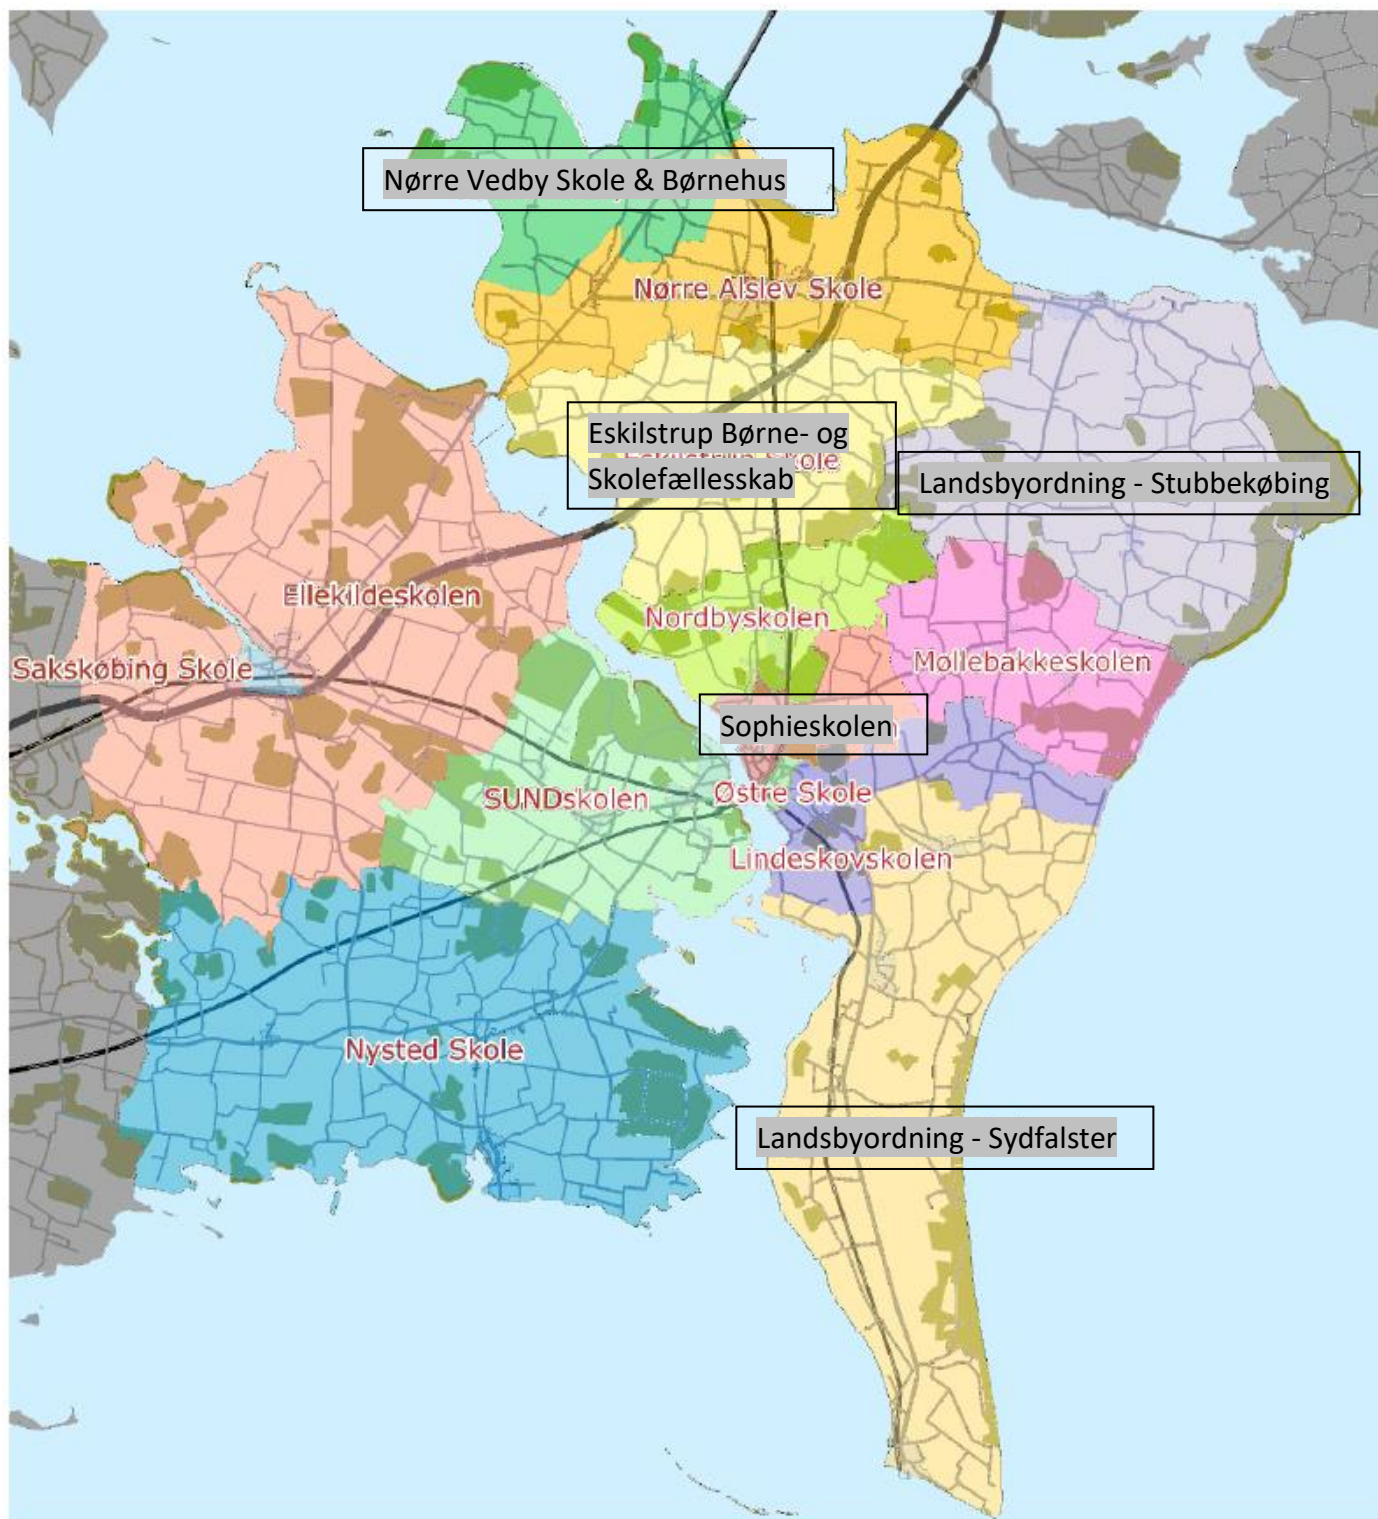 Nørre Vedby Skole & Børnehus
Nørre Alslev Skole
Eskilstrup Børne- og
Skolefællesskab
Landsbyordning - Stubbekøbing
Ellekildeskolen
Nordbyskolen
Sakskøbing Skole
Møllebakkeskolen
Sophieskolen
SUNDskolen
Østre Skole
Lindeskovskolen
Nysted Skole
Landsbyordning - Sydfalster